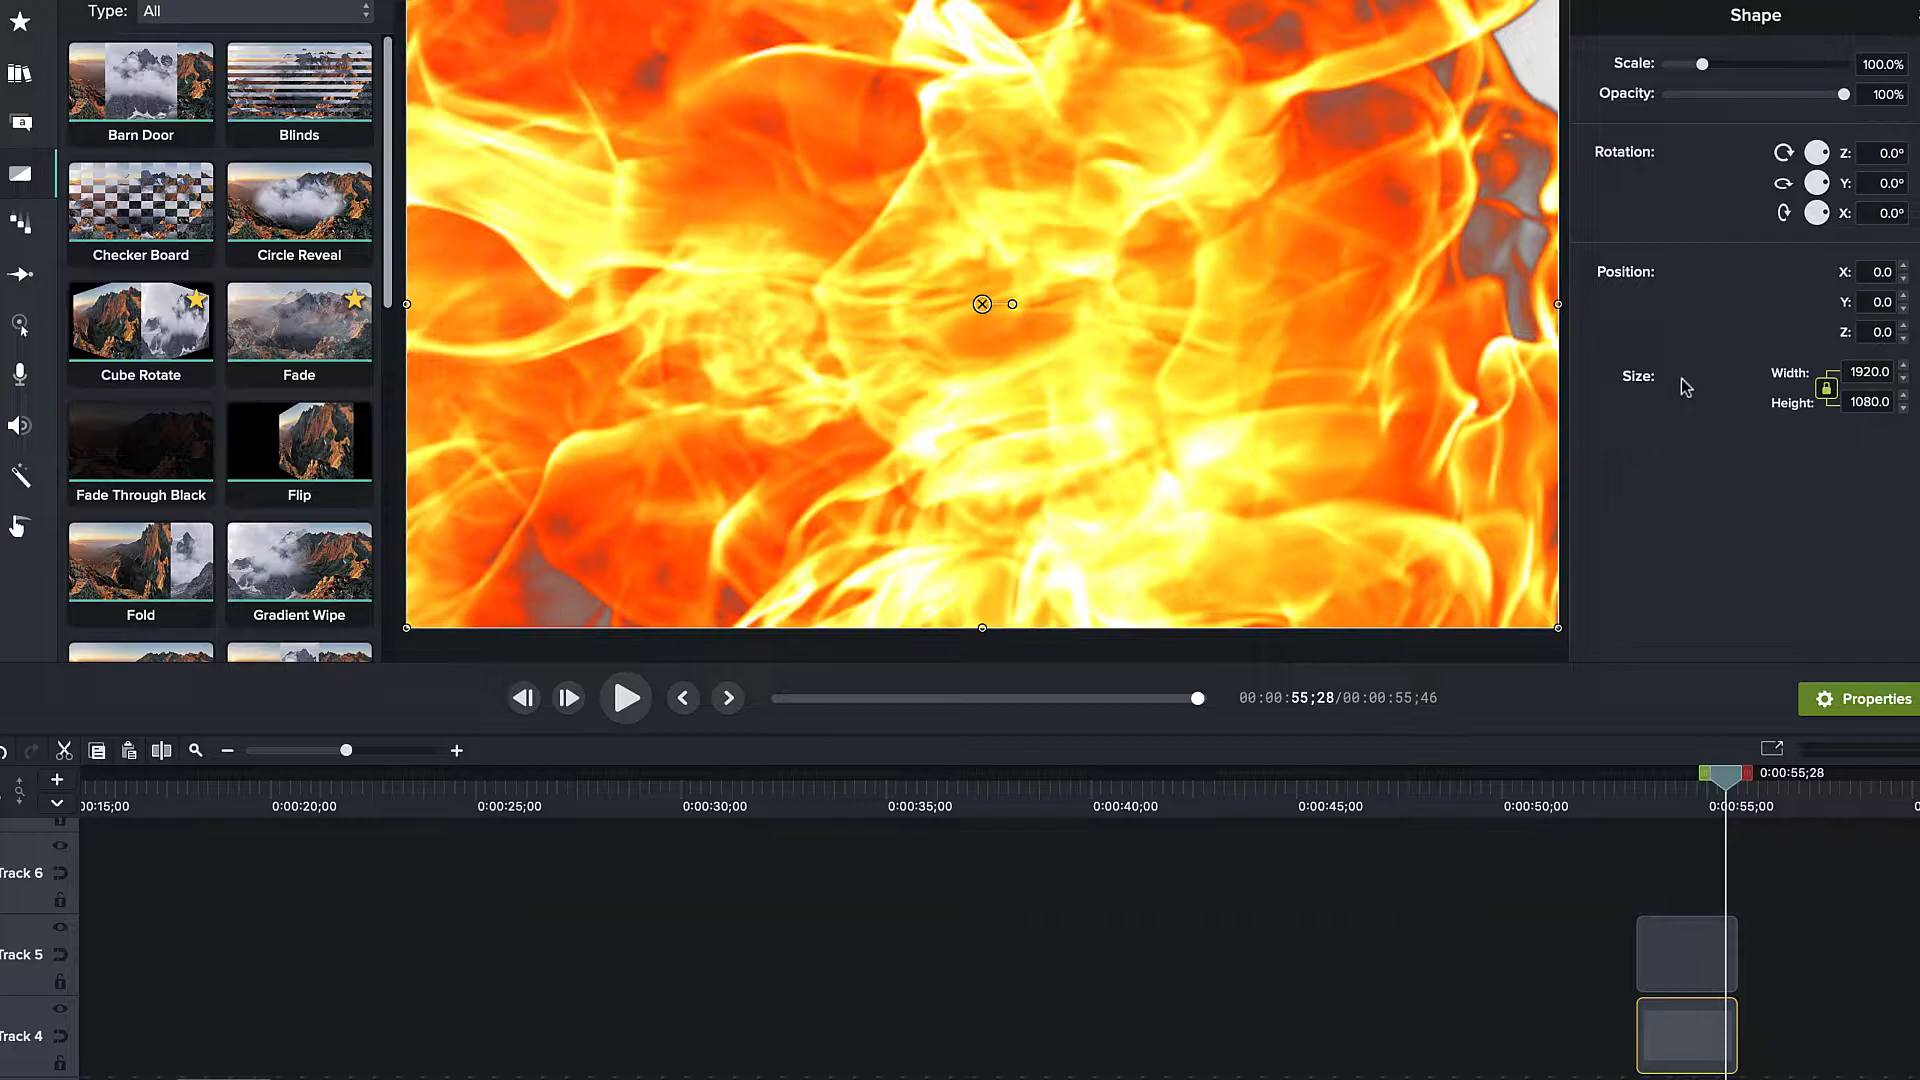 Type: All
Shape
Barn Door
Blinds
Checker Board
Circle Reveal
Cube Rotate
Fade
Fade Through Black
Flip
Fold
Gradient Wipe
a
Scale: 100.0%
Opacity: 100%
Rotation: Z: 0.0°
Y: 0.0°
X: 0.0°
Position: X: 0.0
Y: 0.0
Z: 0.0
Size: Width: 1920.0
Height: 1080.0
00:00:55;28/00:00:55;46
Properties
0:00:55;28
00:15;00 0:00:20;00 0:00:25;00 0:00:30;00 0:00:35;00 0:00:40;00 0:00:45;00 0:00:50;00 0:00:55;00
Track 6
Track 5
Track 4